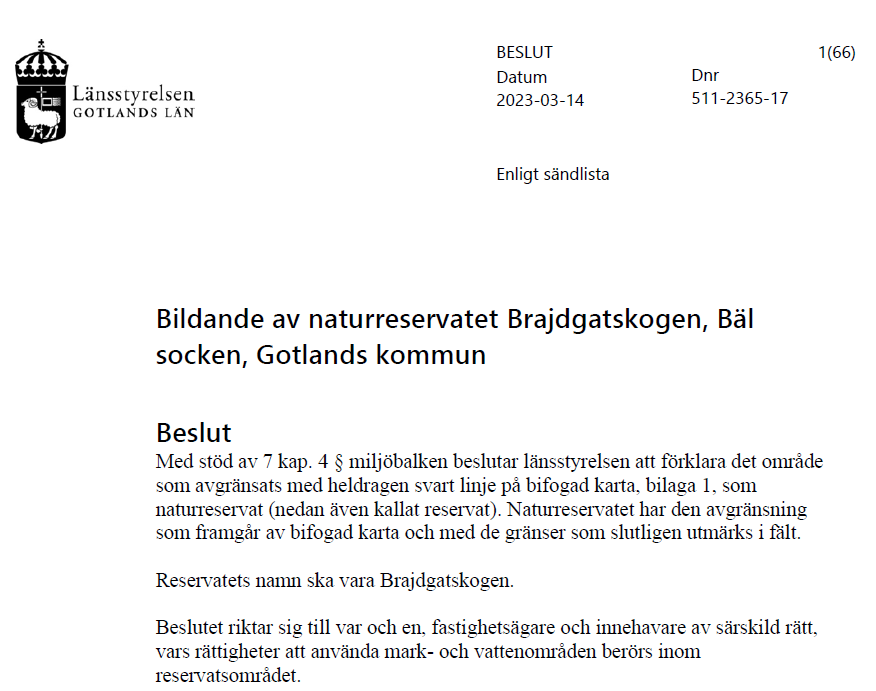 Länsstyrelsen
GOTLANDS LÄN
BESLUT
1(66)
Datum
Dnr
2023-03-14
511-2365-17
Enligt sändlista
Bildande av naturreservatet Brajdgatskogen, Bäl
socken, Gotlands kommun
Beslut
Med stöd av 7 kap. 4 § miljöbalken beslutar länsstyrelsen att förklara det område
som avgränsats med heldragen svart linje på bifogad karta, bilaga 1, som
naturreservat (nedan även kallat reservat). Naturreservatet har den avgränsning
som framgår av bifogad karta och med de gränser som slutligen utmärks i fält.
Reservatets namn ska vara Brajdgatskogen.
Beslutet riktar sig till var och en, fastighetsägare och innehavare av särskild rätt,
vars rättigheter att använda mark- och vattenområden berörs inom
reservatsområdet.